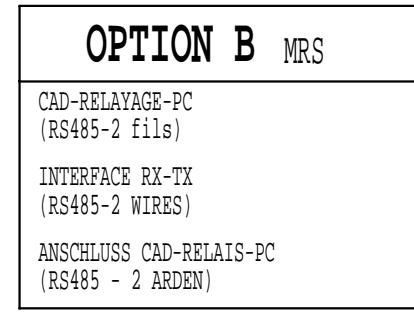 OPTION B MRS
CAD-RELAYAGE-PC
(RS485-2 fils)
INTERFACE RX-TX
(RS485-2 WIRES)
ANSCHLUSS CAD-RELAIS-PC
(RS485 - 2 ARDEN)